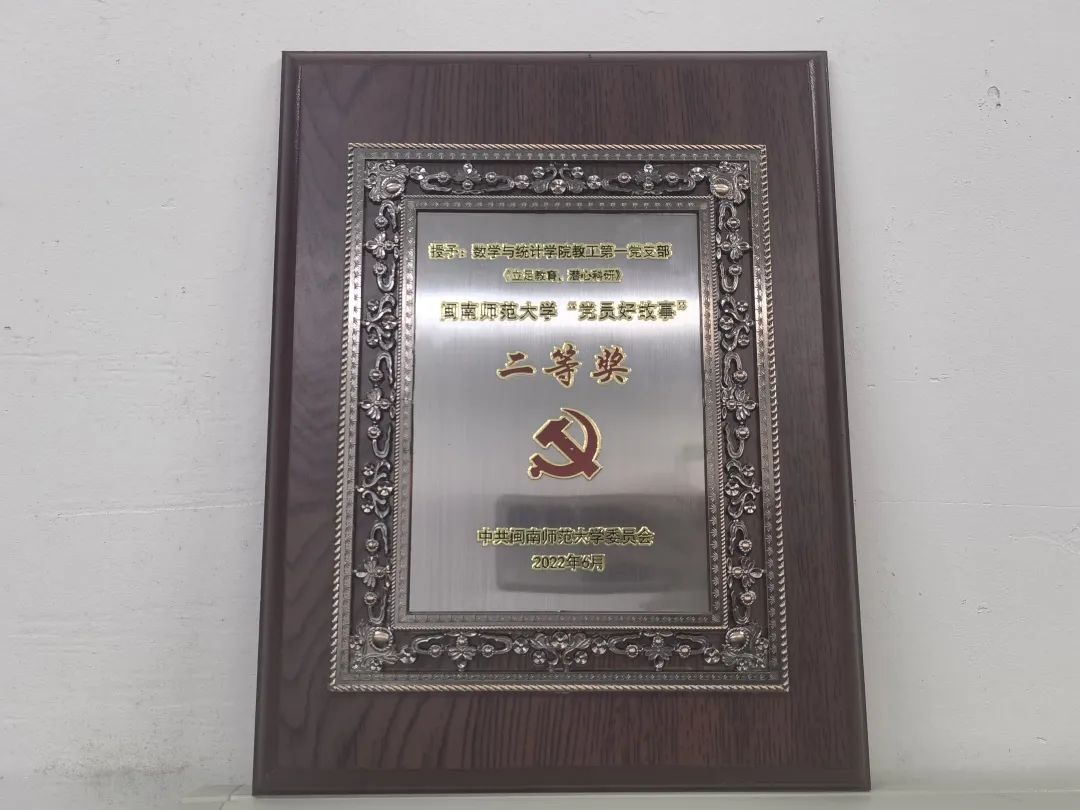 授予：数学与统计学院教工第一党支部
《立足教育、潜心科研》
闽南师范大学“党员好故事”
二等奖
中共闽南师范大学委员会
2022年6月